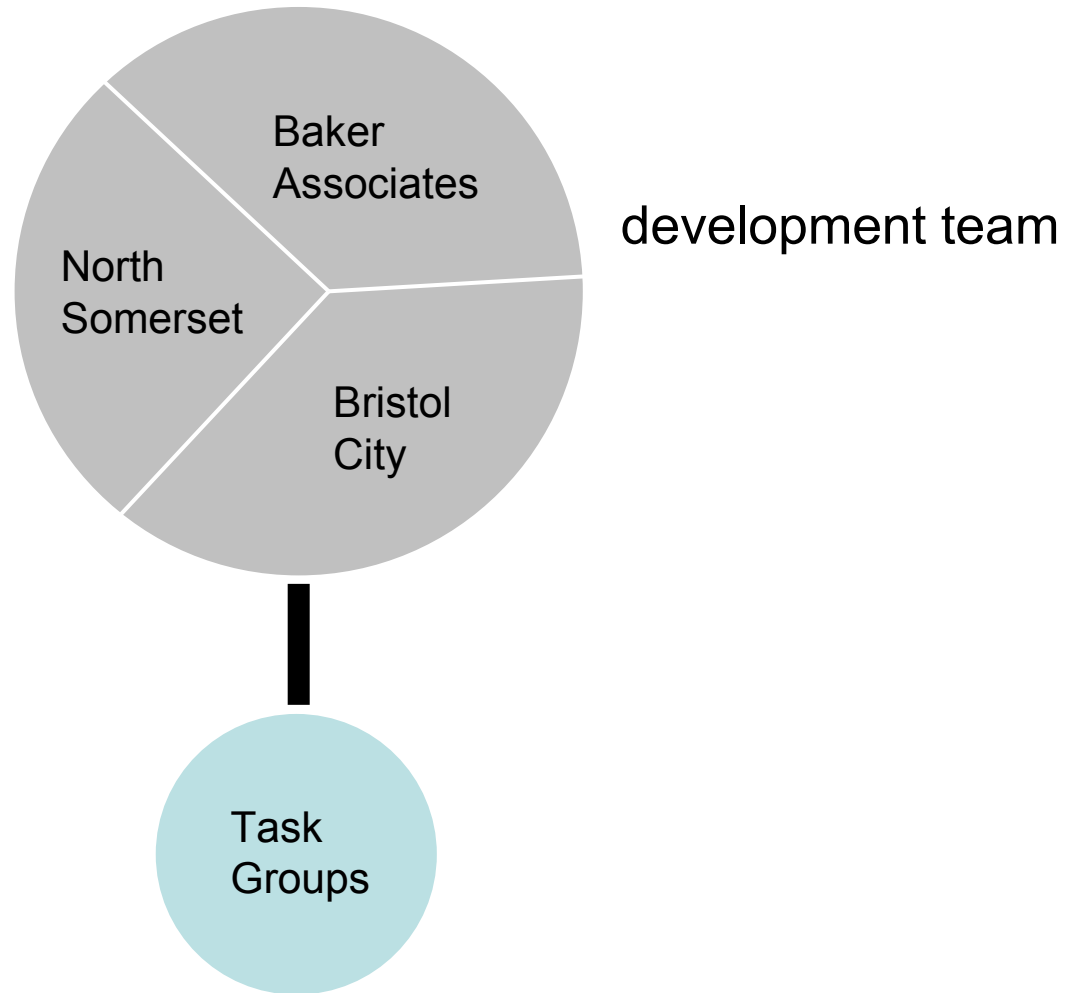 Baker
Associates
development team
North
Somerset
Bristol
City
Task
Groups